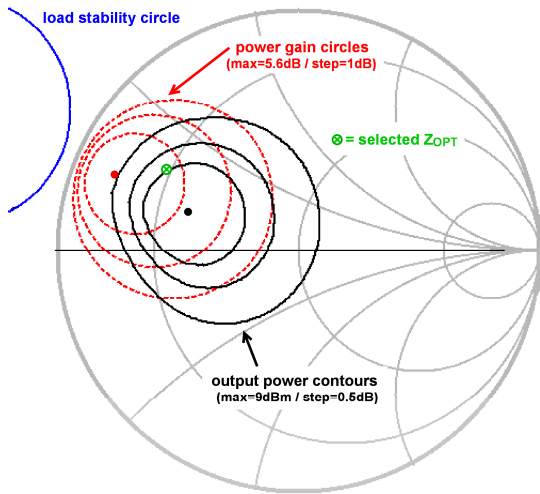 load stability circle
power gain circles
(max=5.6dB / step=1dB)
⊗= selected ZOPT
output power contours
(max=9dBm / step=0.5dB)